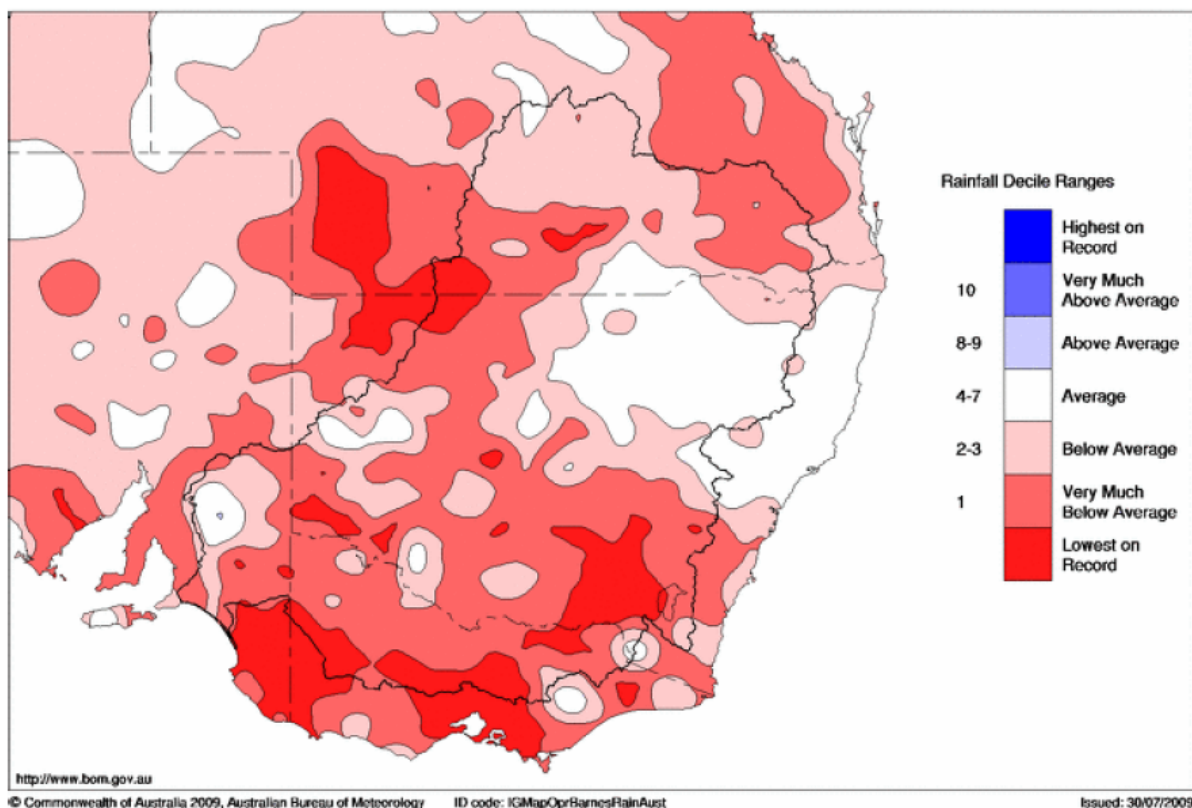 Rainfall Decile Ranges
Highest on
Record
10
Very Much
Above Average
8-9
Above Average
4-7
Average
2-3
Below Average
1
Very Much
Below Average
Lowest on
Record
http://www.bom.gov.au
© Commonwealth of Australia 2009, Australian Bureau of Meteorology ID code: IGMapOprBarnesRainAust Issued: 30/07/2009